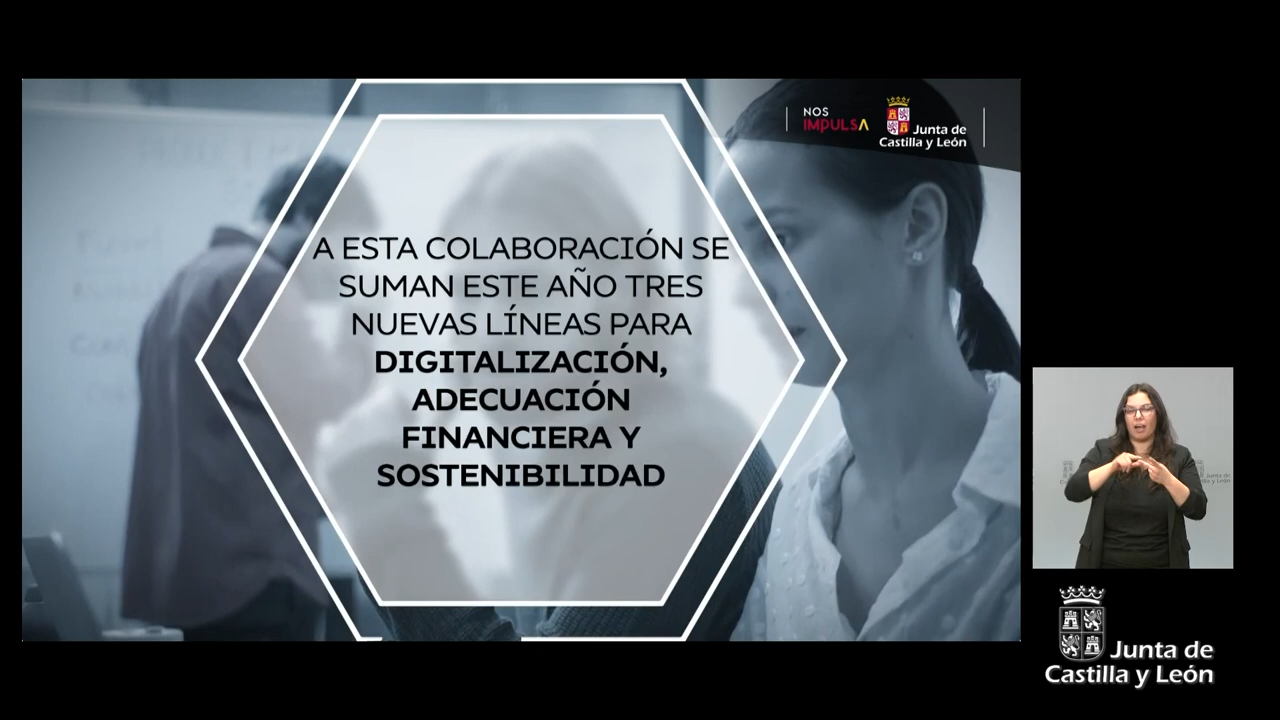 NOS
IMPULSA
Junta de
Castilla y León
A ESTA COLABORACIÓN SE
SUMAN ESTE AÑO TRES
NUEVAS LÍNEAS PARA
DIGITALIZACIÓN,
ADECUACIÓN
FINANCIERA Y
SOSTENIBILIDAD
Junta de
Castilla y León